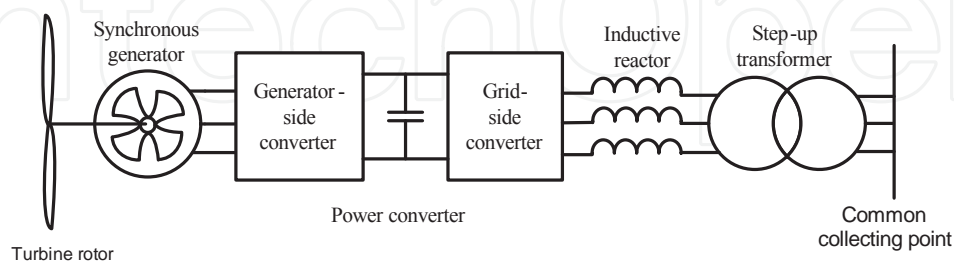 Synchronous
generator
Generator-
side
converter
Grid-
side
converter
Inductive
reactor
Step-up
transformer
Power converter
Turbine rotor
Common
collecting point